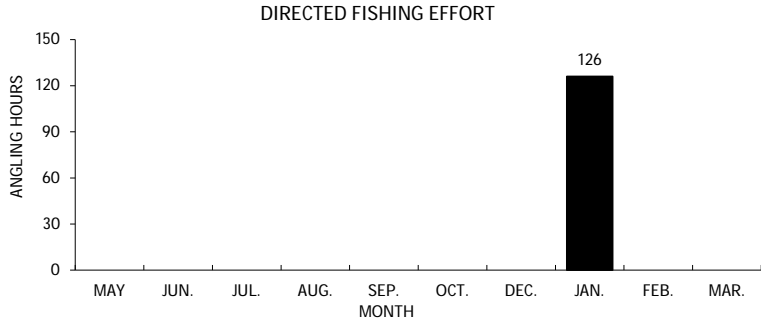 DIRECTED FISHING EFFORT
150
120
90
60
30
0
ANGLING HOURS
126
MAY JUN. JUL. AUG. SEP. OCT. DEC. JAN. FEB. MAR.
MONTH